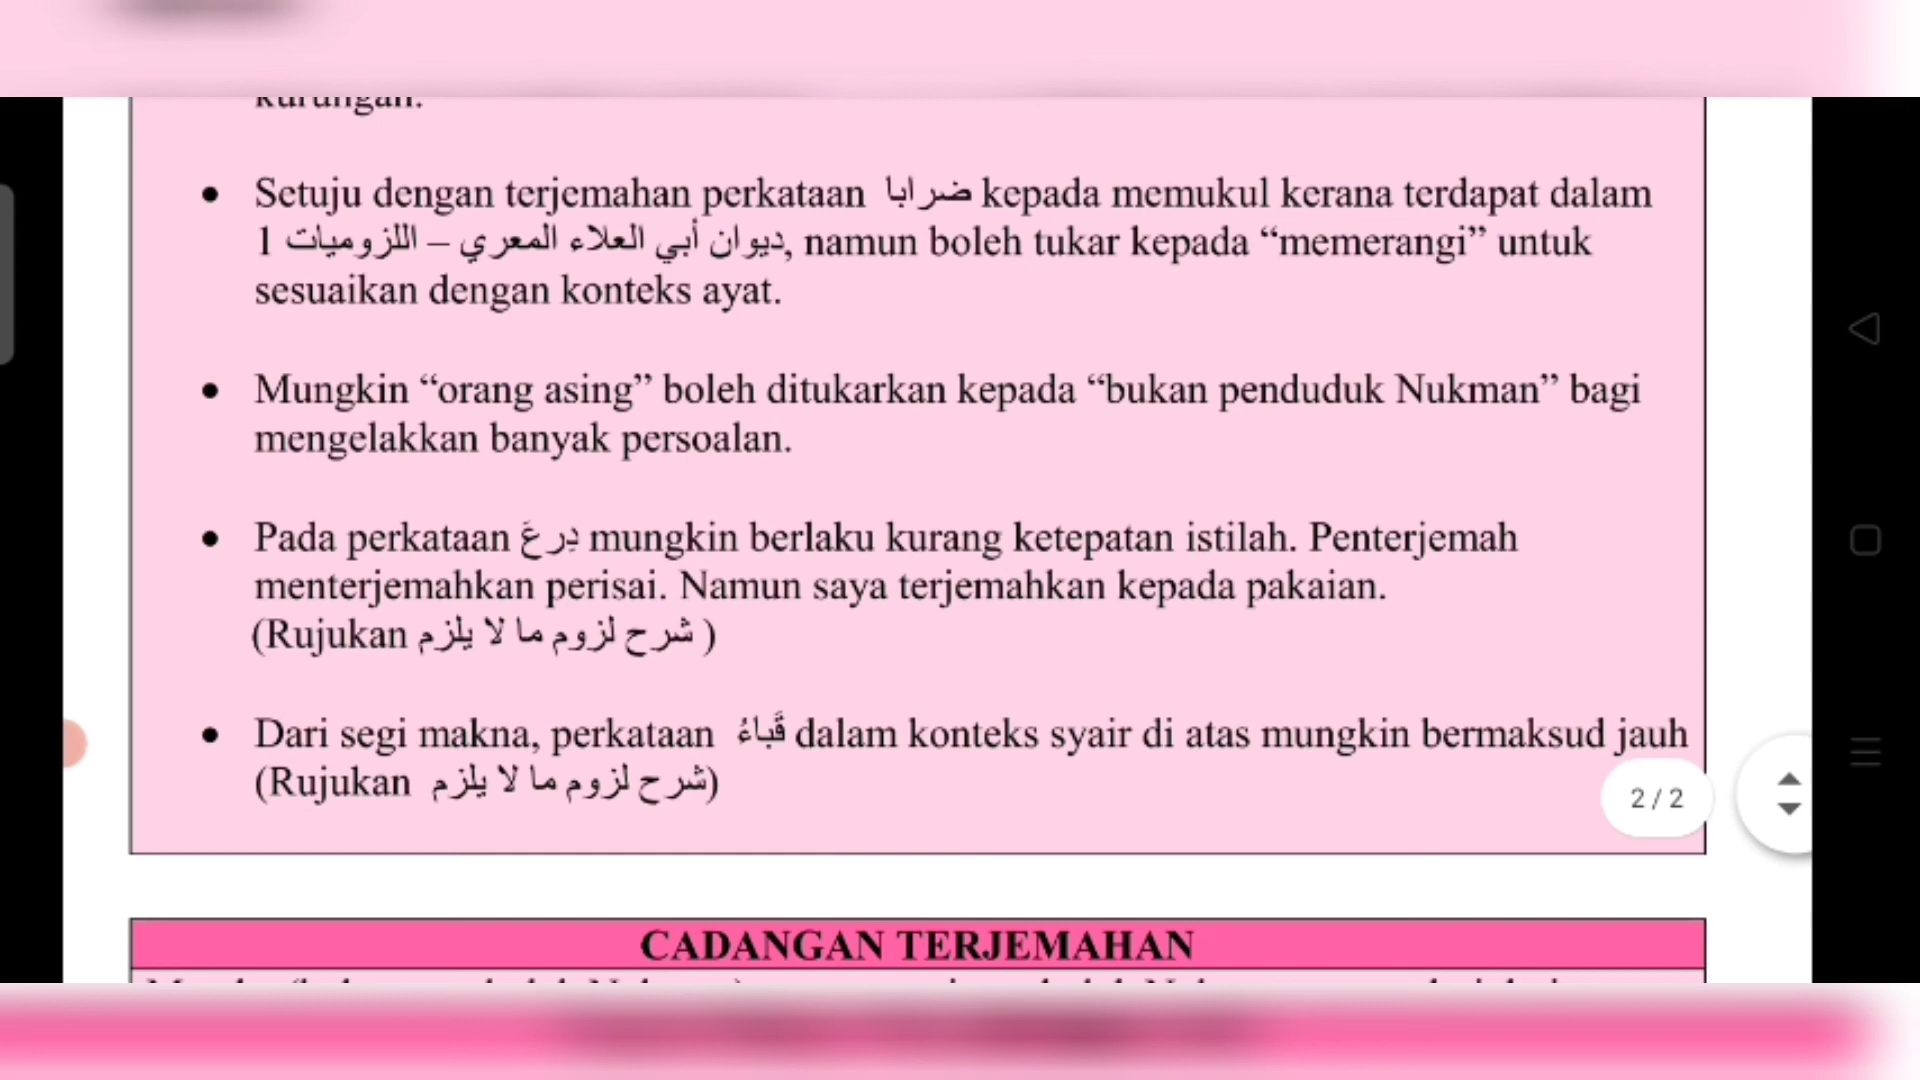 kurungan.
• Setuju dengan terjemahan perkataan ضرابا kepada memukul kerana terdapat dalam
ديوان أبي العلاء المعري – اللزوميات 1, namun boleh tukar kepada “memerangi” untuk
sesuaikan dengan konteks ayat.
• Mungkin “orang asing” boleh ditukarkan kepada “bukan penduduk Nukman” bagi
mengelakkan banyak persoalan.
• Pada perkataan دِرعَ mungkin berlaku kurang ketepatan istilah. Penterjemah
menterjemahkan perisai. Namun saya terjemahkan kepada pakaian.
(Rujukan شرح لزوم ما لا يلزم )
• Dari segi makna, perkataan قَباءُ dalam konteks syair di atas mungkin bermaksud jauh
(Rujukan شرح لزوم ما لا يلزم)
2 / 2
CADANGAN TERJEMAHAN